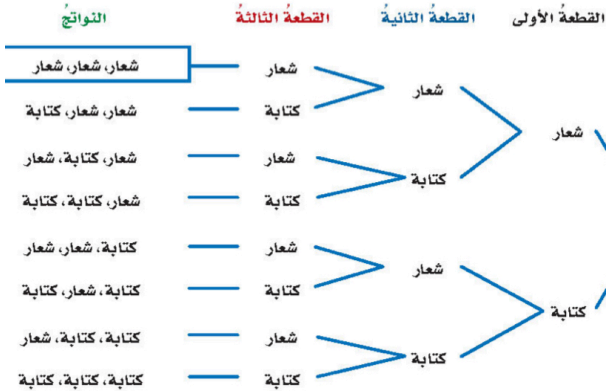 القطعةُ الأولى القطعةُ الثانيةُ القطعةُ الثالثةُ النواتجُ
شعار شعار، شعار، شعار
شعار
كتابة شعار، شعار، كتابة
شعار
شعار شعار، كتابة، شعار
كتابة
كتابة شعار، كتابة، كتابة
شعار كتابة، شعار، شعار
شعار
كتابة كتابة، شعار، كتابة
كتابة
شعار كتابة، كتابة، شعار
كتابة
كتابة كتابة، كتابة، كتابة